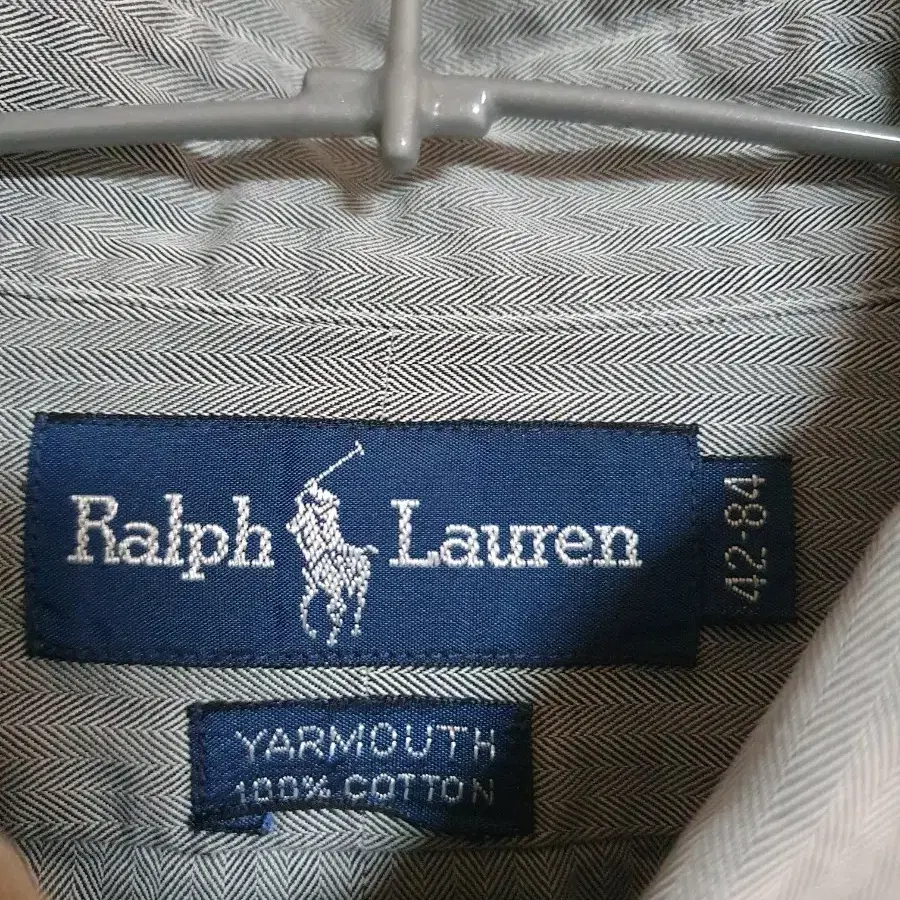 Ralph Lauren
42-84
YARMOUTH
100% COTTON